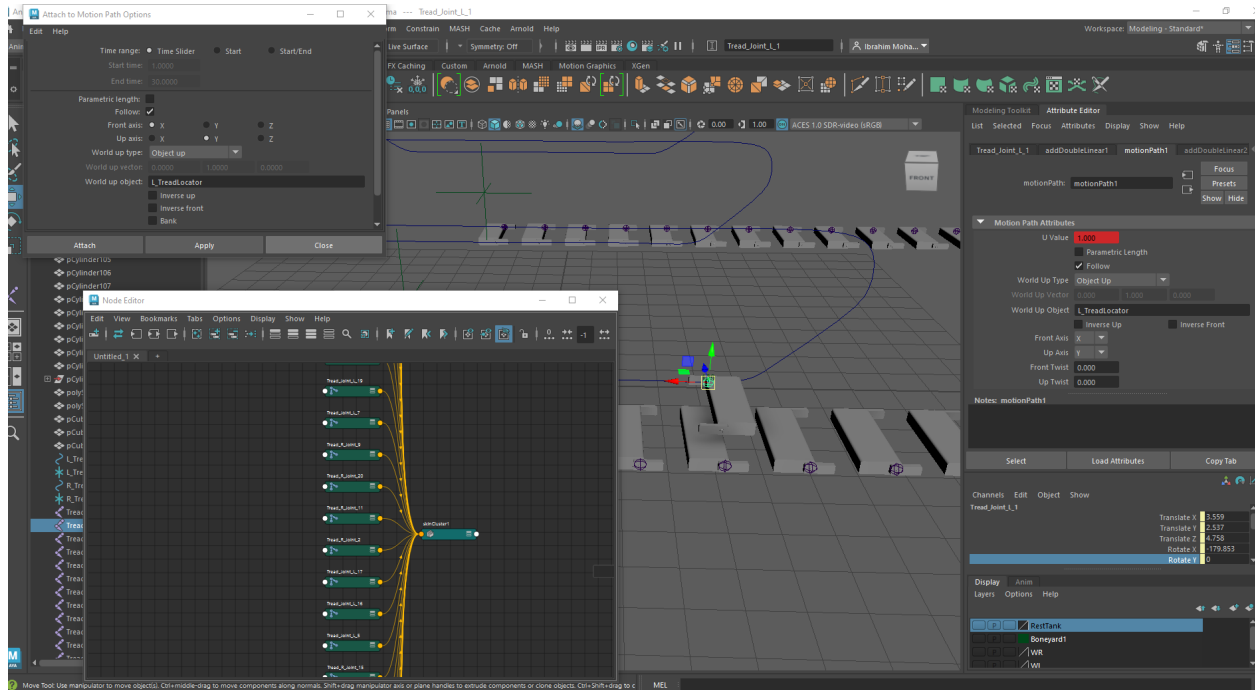 Attach to Motion Path Options
Edit Help
Time range: Time Slider Start Start/End
Start time: 1.0000
End time: 30.0000
Parametric length:
Follow:
Front axis: X Y Z
Up axis: X Y Z
World up type: Object up
World up vector: 0.0000 1.0000 0.0000
World up object: L_TreadLocator
Inverse up
Inverse front
Bank
Attach Apply Close
--- Tread_Joint_L_1
Constrain MASH Cache Arnold Help
Workspace: Modeling - Standard*
Live Surface Symmetry: Off Tread_Joint_L_1 Ibrahim Moha...
FX Caching Custom Arnold MASH Motion Graphics XGen
0.00 1.00 ACES 1.0 SDR-video (sRGB)
FRONT
pCylinder105
pCylinder106
pCylinder107
Node Editor
Edit View Bookmarks Tabs Options Display Show Help
-1
Untitled_1 +
Tread_Joint_L_19
Tread_Joint_L_7
Tread_R_Joint_9
Tread_R_Joint_20
Tread_R_Joint_11
Tread_R_Joint_2
skinCluster1
Tread_Joint_L_17
Tread_Joint_L_16
Tread_Joint_L_6
Tread_R_Joint_15
Modeling Toolkit Attribute Editor
List Selected Focus Attributes Display Show Help
Tread_Joint_L_1 addDoubleLinear1 motionPath1 addDoubleLinear2
motionPath: motionPath1
Focus
Presets
Show Hide
Motion Path Attributes
U Value 1.000
Parametric Length
Follow
World Up Type Object Up
World Up Vector 0.000 1.000 0.000
World Up Object L_TreadLocator
Inverse Up Inverse Front
Front Axis X
Up Axis Y
Front Twist 0.000
Up Twist 0.000
Notes: motionPath1
Select Load Attributes Copy Tab
Channels Edit Object Show
Tread_Joint_L_1
Translate X 3.559
Translate Y 2.537
Translate Z 4.758
Rotate X -179.853
Rotate Y 0
Display Anim
Layers Options Help
P RestTank
Boneyard1
WR
WI
Move Tool: Use manipulator to move object(s). Ctrl+middle-drag to move components along normals. Shift+drag manipulator axis or plane handles to extrude components or clone objects. Ctrl+Shift+drag to c
MEL